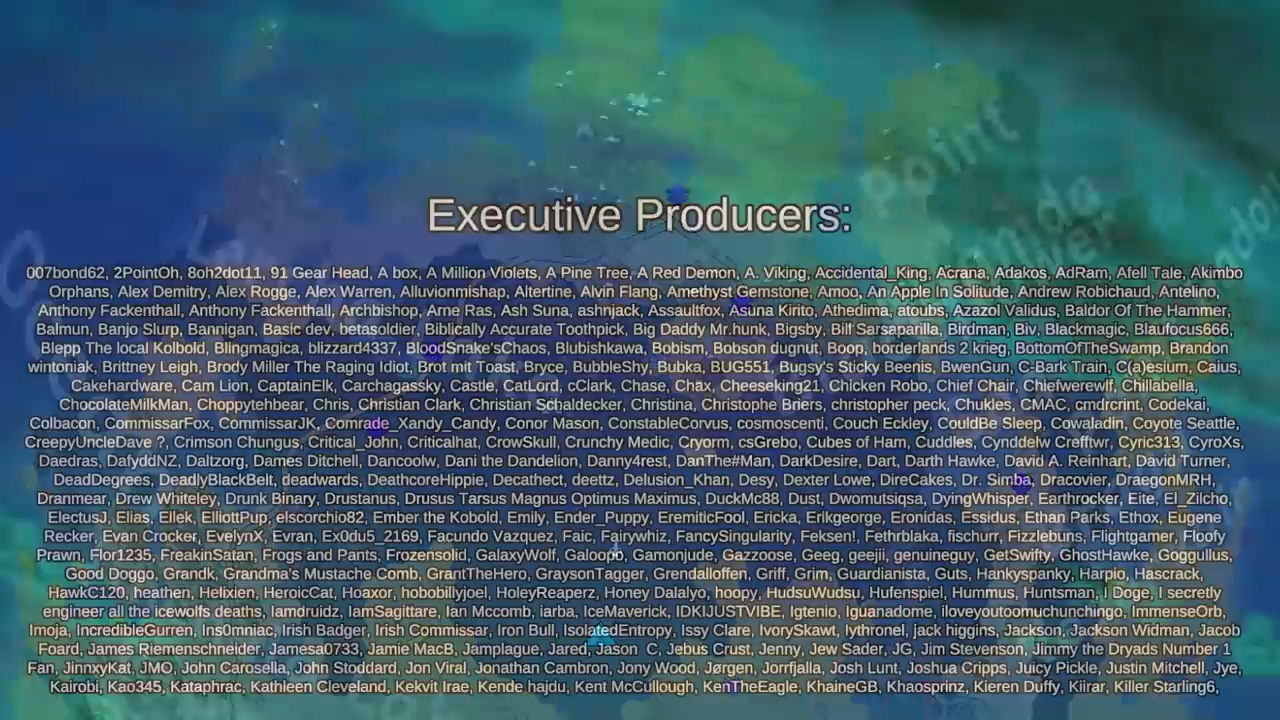 Executive Producers:
007bond62, 2PointOh, 8oh2dot11, 91 Gear Head, A box, A Million Violets, A Pine Tree, A Red Demon, A. Viking, Accidental_King, Acrana, Adakos, AdRam, Afell Tale, Akimbo
Orphans, Alex Demitry, Alex Rogge, Alex Warren, Alluvionmishap, Altertine, Alvin Flang, Amethyst Gemstone, Amoo, An Apple In Solitude, Andrew Robichaud, Antelino,
Anthony Fackenthall, Anthony Fackenthall, Archbishop, Arne Ras, Ash Suna, ashnjack, Assaultfox, Asuna Kirito, Athedima, atoubs, Azazol Validus, Baldor Of The Hammer,
Balmun, Banjo Slurp, Bannigan, Basic dev, betasoldier, Biblically Accurate Toothpick, Big Daddy Mr.hunk, Bigsby, Bill Sarsaparilla, Birdman, Biv, Blackmagic, Blaufocus666,
Blepp The local Kolbold, Blingmagica, blizzard4337, BloodSnake'sChaos, Blubishkawa, Bobism, Bobson dugnut, Boop, borderlands 2 krieg, BottomOfTheSwamp, Brandon
wintoniak, Brittney Leigh, Brody Miller The Raging Idiot, Brot mit Toast, Bryce, BubbleShy, Bubka, BUG551, Bugsy's Sticky Beenis, BwenGun, C-Bark Train, C(a)esium, Caius,
Cakehardware, Cam Lion, CaptainElk, Carchagassky, Castle, CatLord, cClark, Chase, Chax, Cheeseking21, Chicken Robo, Chief Chair, Chiefwerewlf, Chillabella,
ChocolateMilkMan, Choppytehbear, Chris, Christian Clark, Christian Schaldecker, Christina, Christophe Briers, christopher peck, Chukles, CMAC, cmdrcrint, Codekai,
Colbacon, CommissarFox, CommissarJK, Comrade_Xandy_Candy, Conor Mason, ConstableCorvus, cosmoscenti, Couch Eckley, CouldBe Sleep, Cowaladin, Coyote Seattle,
CreepyUncleDave ?, Crimson Chungus, Critical_John, Criticalhat, CrowSkull, Crunchy Medic, Cryorm, csGrebo, Cubes of Ham, Cuddles, Cynddelw Crefftwr, Cyric313, CyroXs,
Daedras, DafyddNZ, Daltzorg, Dames Ditchell, Dancoolw, Dani the Dandelion, Danny4rest, DanThe#Man, DarkDesire, Dart, Darth Hawke, David A. Reinhart, David Turner,
DeadDegrees, DeadlyBlackBelt, deadwards, DeathcoreHippie, Decathect, deettz, Delusion_Khan, Desy, Dexter Lowe, DireCakes, Dr. Simba, Dracovier, DraegonMRH,
Dranmear, Drew Whiteley, Drunk Binary, Drustanus, Drusus Tarsus Magnus Optimus Maximus, DuckMc88, Dust, Dwomutsiqsa, DyingWhisper, Earthrocker, Eite, El_Zilcho,
ElectusJ, Elias, Ellek, ElliottPup, elscorchio82, Ember the Kobold, Emily, Ender_Puppy, EremiticFool, Ericka, Erikgeorge, Eronidas, Essidus, Ethan Parks, Ethox, Eugene
Recker, Evan Crocker, EvelynX, Evran, Ex0du5_2169, Facundo Vazquez, Faic, Fairywhiz, FancySingularity, Feksen!, Fethrblaka, fischurr, Fizzlebuns, Flightgamer, Floofy
Prawn, Flor1235, FreakinSatan, Frogs and Pants, Frozensolid, GalaxyWolf, Galoopo, Gamonjude, Gazzoose, Geeg, geejii, genuineguy, GetSwifty, GhostHawke, Goggullus,
Good Doggo, Grandk, Grandma's Mustache Comb, GrantTheHero, GraysonTagger, Grendalloffen, Griff, Grim, Guardianista, Guts, Hankyspanky, Harpio, Hascrack,
HawkC120, heathen, Helixien, HeroicCat, Hoaxor, hobobillyjoel, HoleyReaperz, Honey Dalalyo, hoopy, HudsuWudsu, Hufenspiel, Hummus, Huntsman, I Doge, I secretly
engineer all the icewolfs deaths, Iamdruidz, IamSagittare, Ian Mccomb, iarba, IceMaverick, IDKIJUSTVIBE, Igtenio, Iguanadome, iloveyoutoomuchunchingo, ImmenseOrb,
Imoja, IncredibleGurren, Ins0mniac, Irish Badger, Irish Commissar, Iron Bull, IsolatedEntropy, Issy Clare, IvorySkawt, Iythronel, jack higgins, Jackson, Jackson Widman, Jacob
Foard, James Riemenschneider, Jamesa0733, Jamie MacB, Jamplague, Jared, Jason  C, Jebus Crust, Jenny, Jew Sader, JG, Jim Stevenson, Jimmy the Dryads Number 1
Fan, JinnxyKat, JMO, John Carosella, John Stoddard, Jon Viral, Jonathan Cambron, Jony Wood, Jørgen, Jorrfjalla, Josh Lunt, Joshua Cripps, Juicy Pickle, Justin Mitchell, Jye,
Kairobi, Kao345, Kataphrac, Kathleen Cleveland, Kekvit Irae, Kende hajdu, Kent McCullough, KenTheEagle, KhaineGB, Khaosprinz, Kieren Duffy, Kiirar, Killer Starling6,
Point